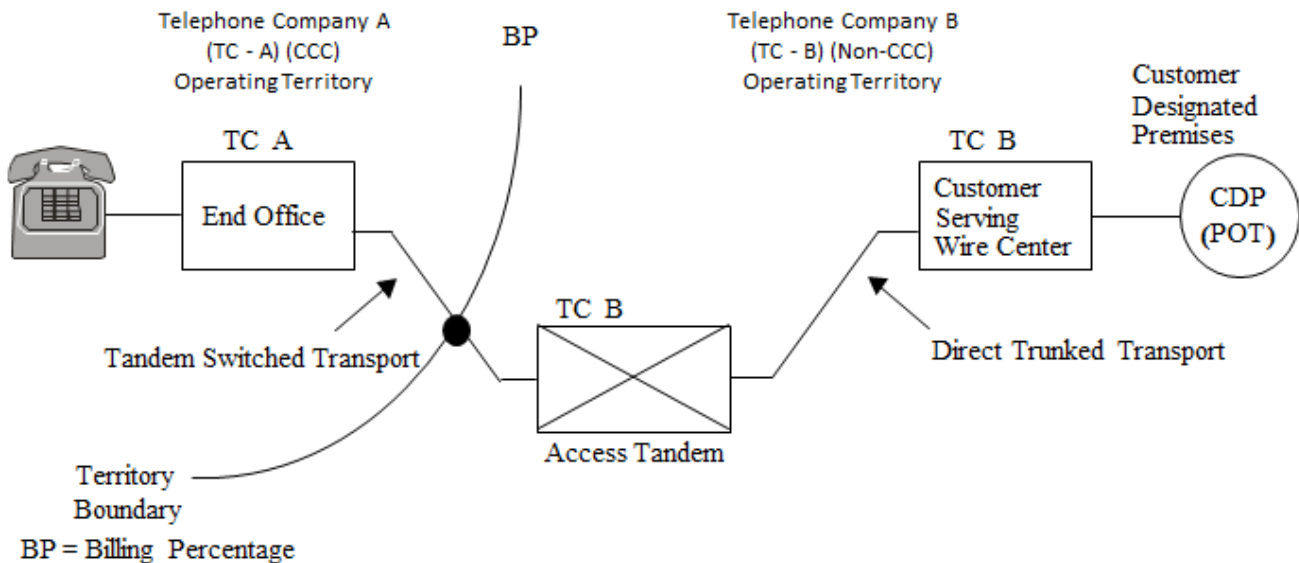 Telephone Company A
(TC - A) (CCC)
Operating Territory
BP
Telephone Company B
(TC - B) (Non-CCC)
Operating Territory
Customer
Designated
Premises
TC A
End Office
TC B
Customer
Serving
Wire Center
CDP
(POT)
Tandem Switched Transport
TC B
Access Tandem
Direct Trunked Transport
Territory
Boundary
BP = Billing Percentage